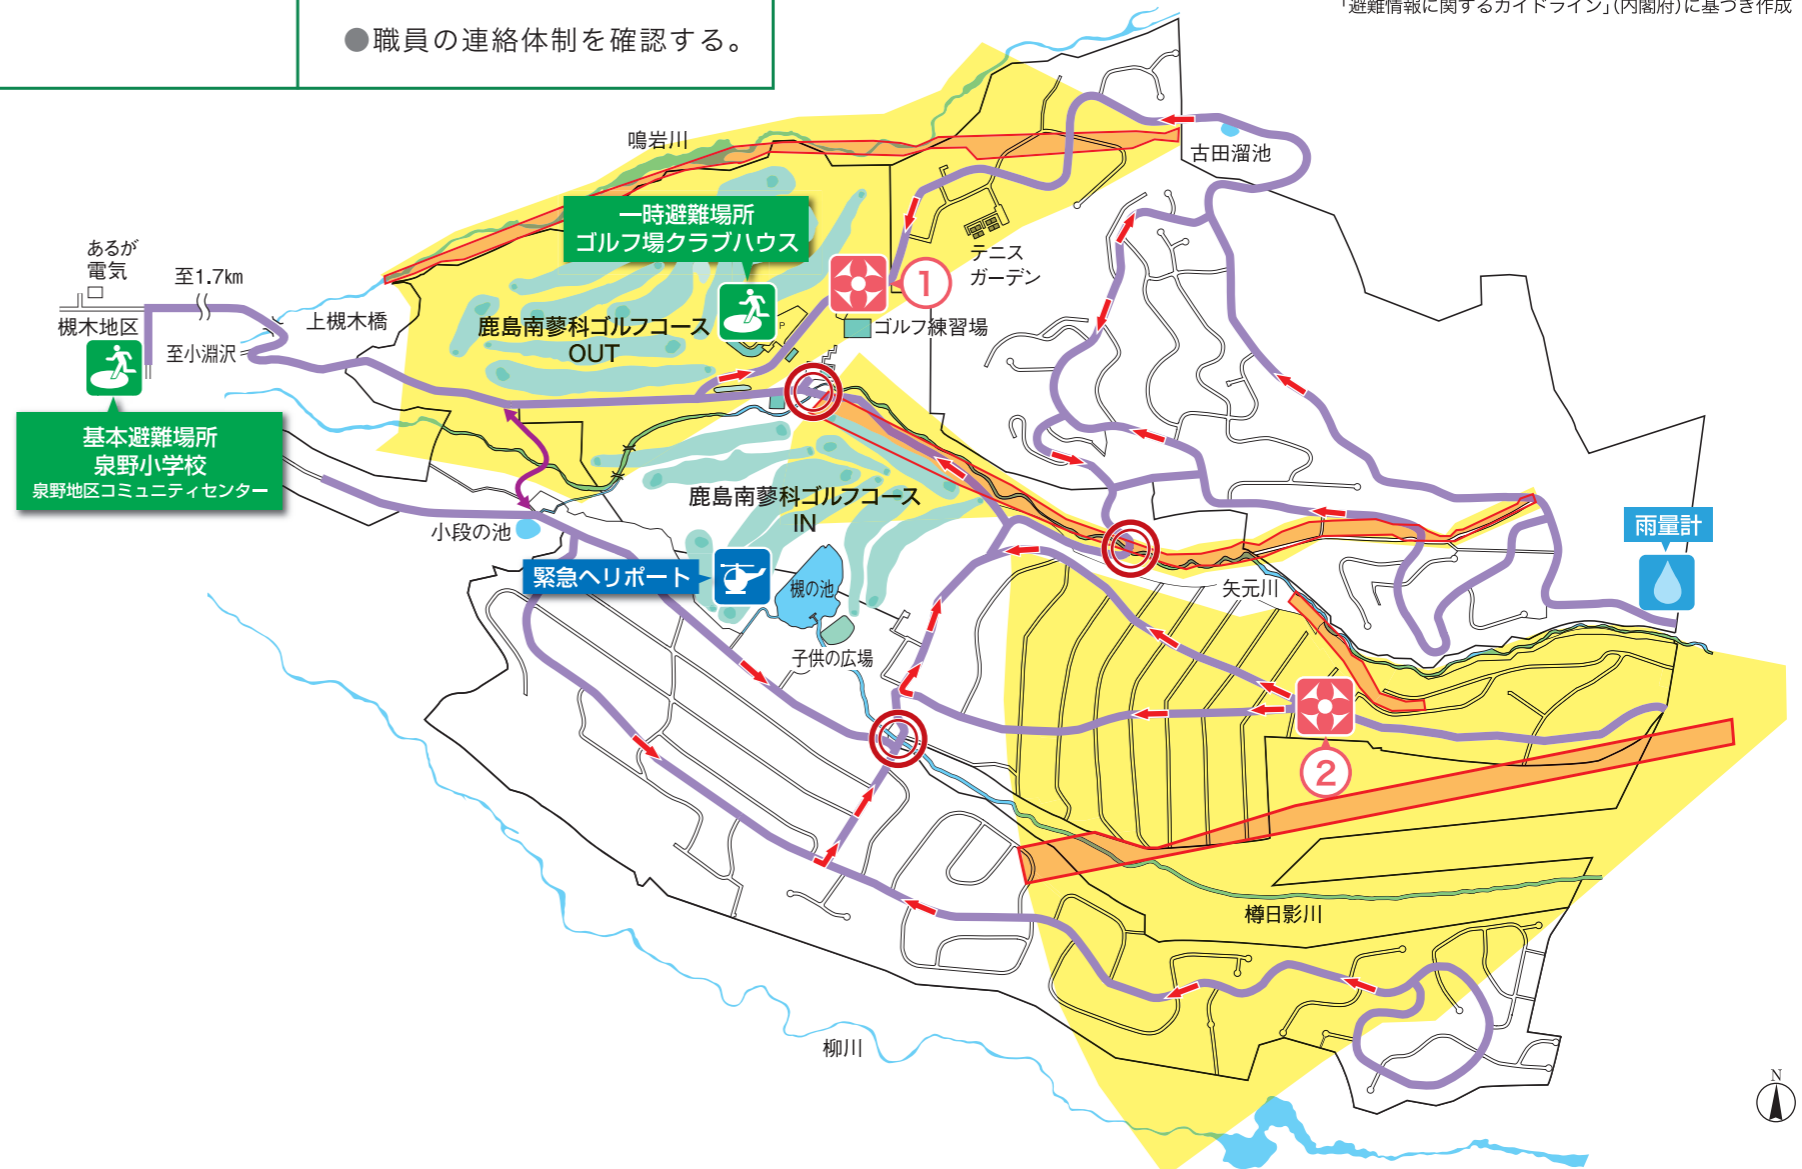 「避難情報に関するガイドライン」(内閣府)に基づき作成
●職員の連絡体制を確認する。
鳴岩川
古田溜池
一時避難場所
ゴルフ場クラブハウス
あるが
電気
至1.7km
テニス
ガーデン
①
槻木地区
上槻木橋
至小淵沢
鹿島南蓼科ゴルフコース
OUT
P
ゴルフ練習場
基本避難場所
泉野小学校
泉野地区コミュニティセンター
鹿島南蓼科ゴルフコース
IN
小段の池
雨量計
緊急ヘリポート
槻の池
矢元川
子供の広場
②
樽日影川
柳川
N